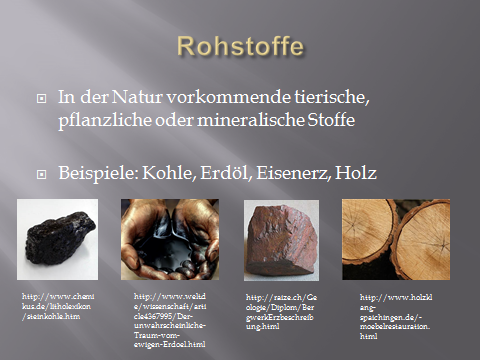 Rohstoffe
In der Natur vorkommende tierische,
pflanzliche oder mineralische Stoffe
Beispiele: Kohle, Erdöl, Eisenerz, Holz
http://www.chemi
kus.de/litholexikon
/steinkohle.htm
http://www.welt.d
e/wissenschaft/arti
cle4367995/Der-
unwahrscheinliche-
Traum-vom-
ewigen-Erdoel.html
http://raize.ch/Ge
ologie/Diplom/Ber
gwerkErzbeschreib
ung.html
http://www.holzkl
ang-
spaichingen.de/-
moebelrestauration.
html